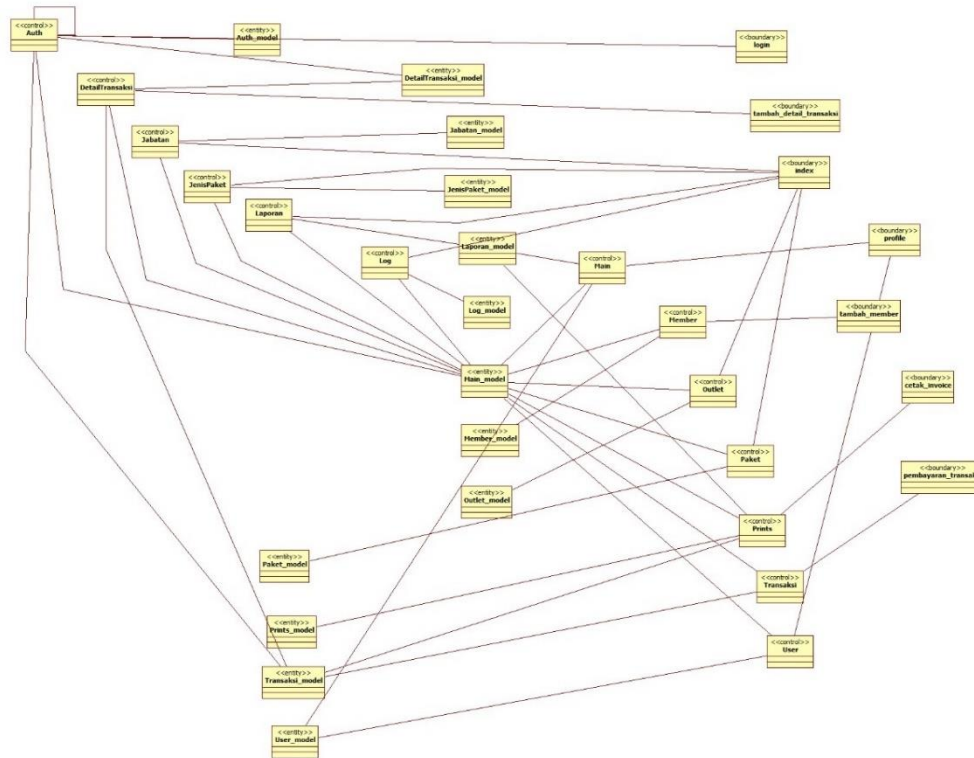 <<control>>
Auth
<<entity>>
Auth_model
<<boundary>>
login
<<control>>
DetailTransaksi
<<entity>>
DetailTransaksi_model
<<boundary>>
tambah_detail_transaksi
<<control>>
Jabatan
<<entity>>
Jabatan_model
<<boundary>>
index
<<control>>
JenisPaket
<<entity>>
JenisPaket_model
<<control>>
Laporan
<<entity>>
Laporan_model
<<boundary>>
profile
<<control>>
Log
<<control>>
Main
<<entity>>
Log_model
<<control>>
Member
<<boundary>>
tambah_member
<<entity>>
Main_model
<<control>>
Outlet
<<boundary>>
cetak_invoice
<<entity>>
Member_model
<<control>>
Paket
<<boundary>>
pembayaran_transaksi
<<entity>>
Outlet_model
<<control>>
Prints
<<entity>>
Paket_model
<<control>>
Transaksi
<<entity>>
Prints_model
<<control>>
User
<<entity>>
Transaksi_model
<<entity>>
User_model